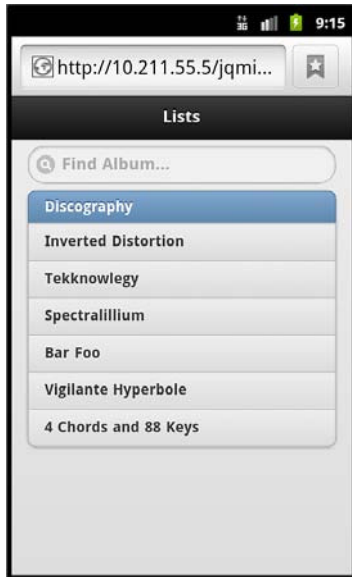 3G 9:15
http://10.211.55.5/jqmi...
Lists
Find Album...
Discography
Inverted Distortion
Tekknowlegy
Spectralillium
Bar Foo
Vigilante Hyperbole
4 Chords and 88 Keys